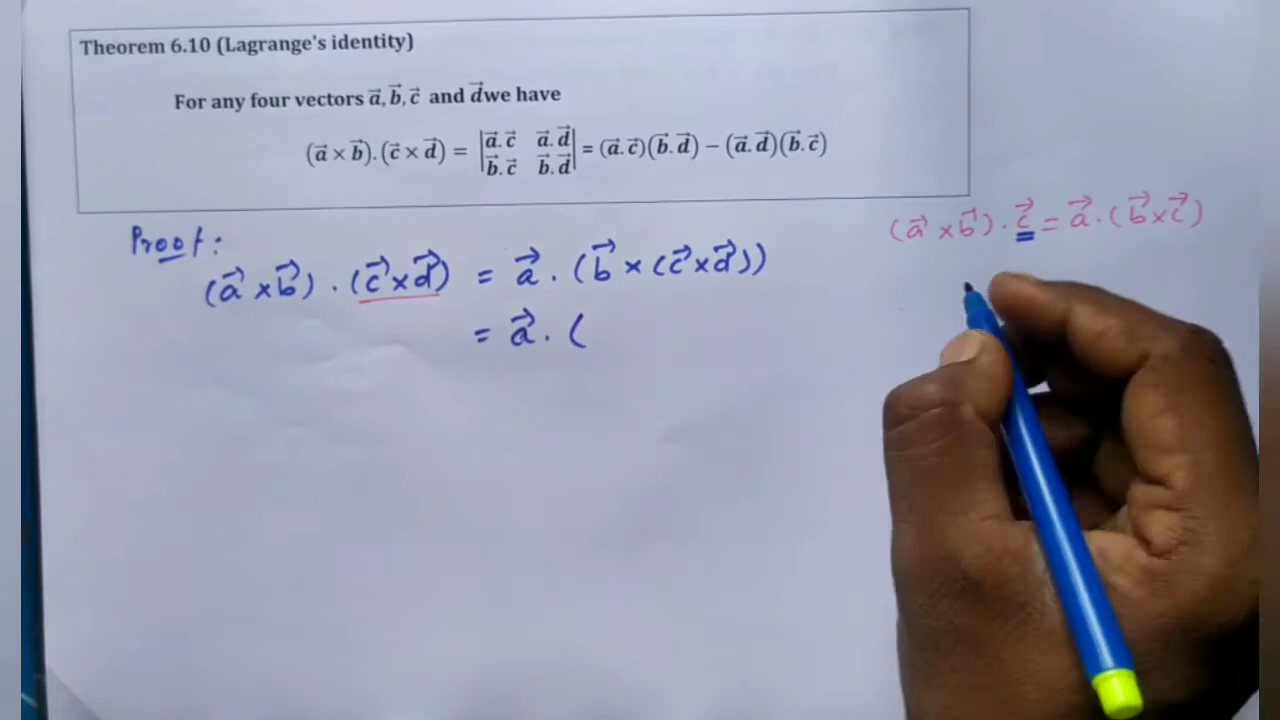 Theorem 6.10 (Lagrange's identity)
For any four vectors a⃗, b⃗, c⃗ and d⃗ we have
(a⃗ × b⃗). (c⃗ × d⃗) = |a⃗. c⃗ a⃗. d⃗| = (a⃗. c⃗)(b⃗. d⃗) − (a⃗. d⃗)(b⃗. c⃗)
|b⃗. c⃗ b⃗. d⃗|
(a⃗ × b⃗) . c⃗ = a⃗ . (b⃗ × c⃗)
Proof :
(a⃗ × b⃗) . (c⃗ × d⃗) = a⃗ . (b⃗ × (c⃗ × d⃗))
= a⃗ . (